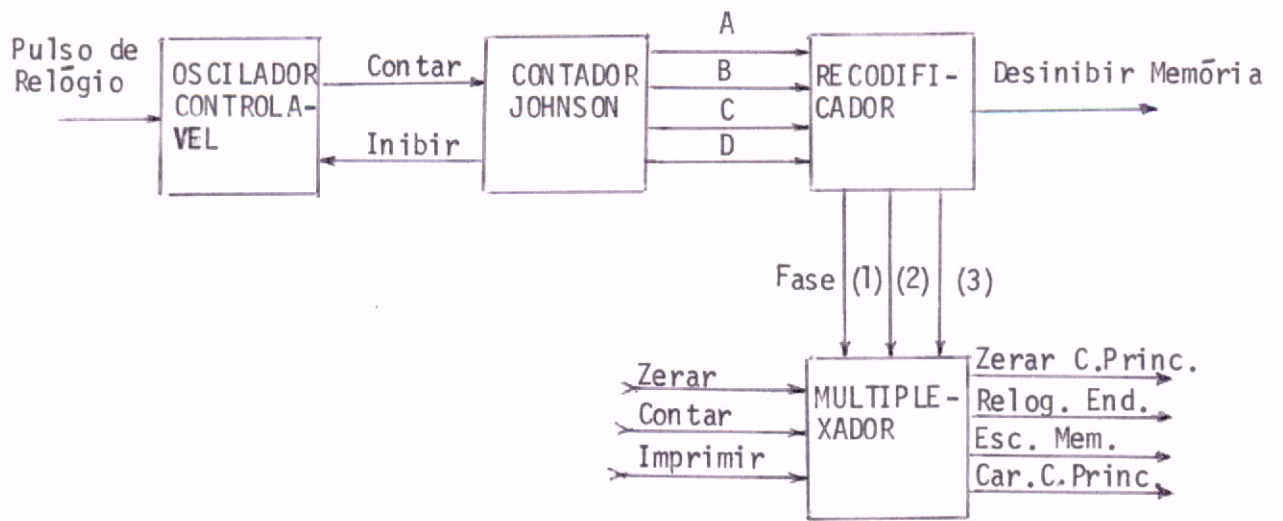 Pulso de
Relógio
OSCILADOR
CONTROLA-
VEL
Contar
Inibir
CONTADOR
JOHNSON
A
B
C
D
RECODIFI-
CADOR
Desinibir Memória
Fase (1) (2) (3)
Zerar
Contar
Imprimir
MULTIPLE-
XADOR
Zerar C.Princ.
Relog. End.
Esc. Mem.
Car.C.Princ.